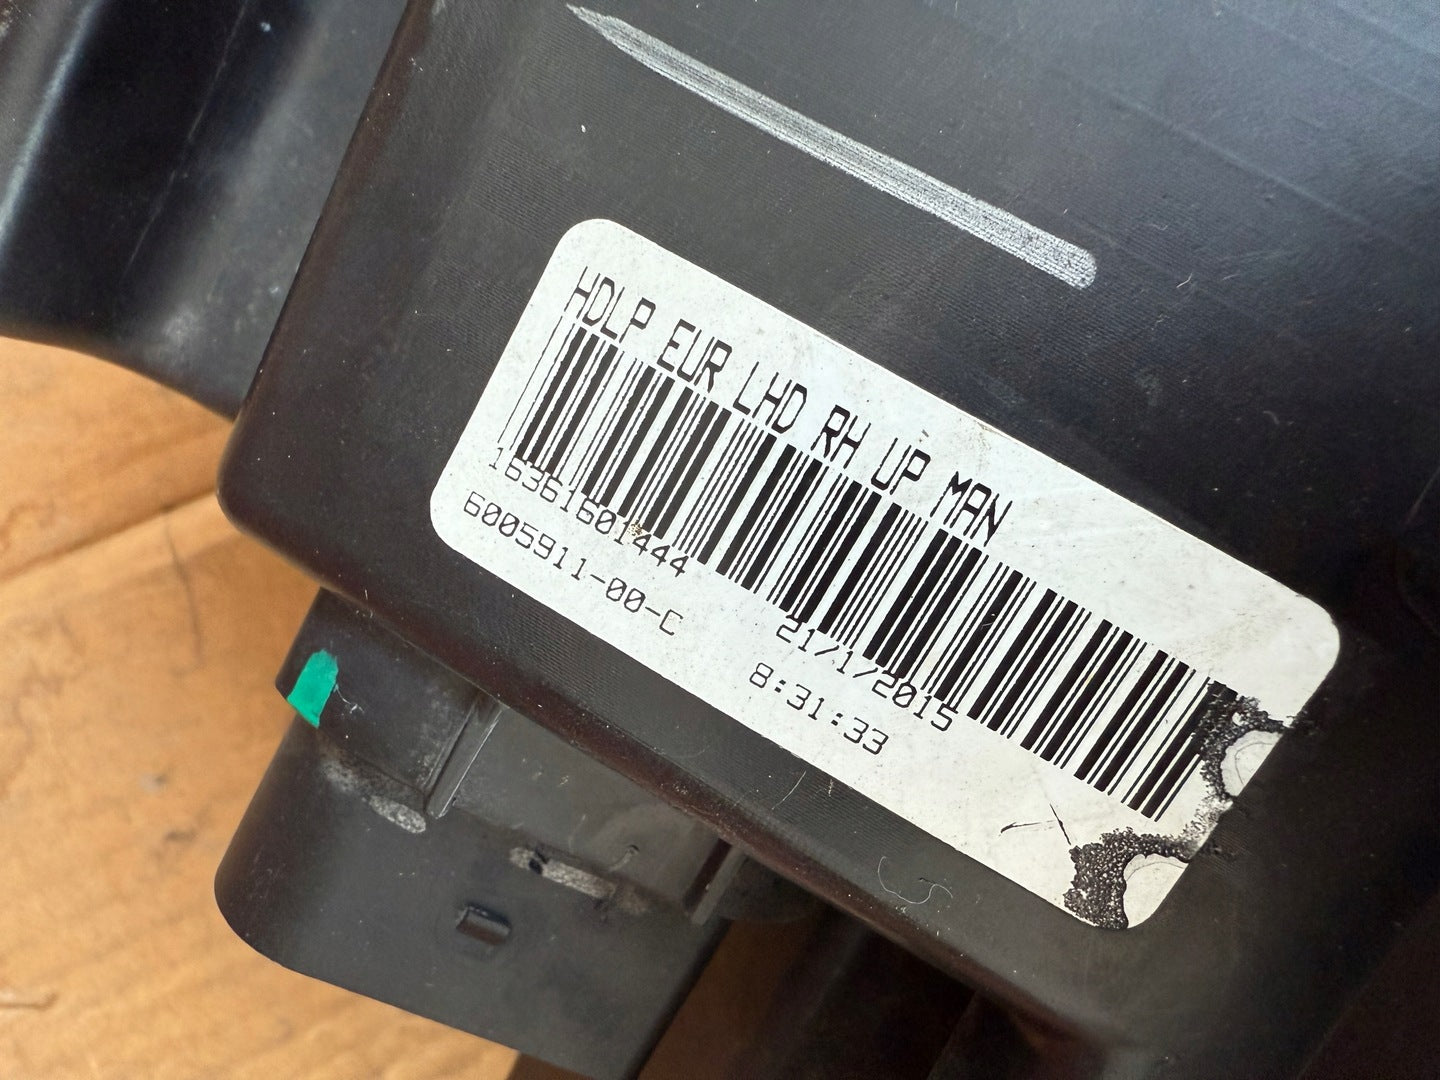 HDLP EUR LHD RH UP MAN
16361601444 21/1/2015
6005911-00-C 8:31:33